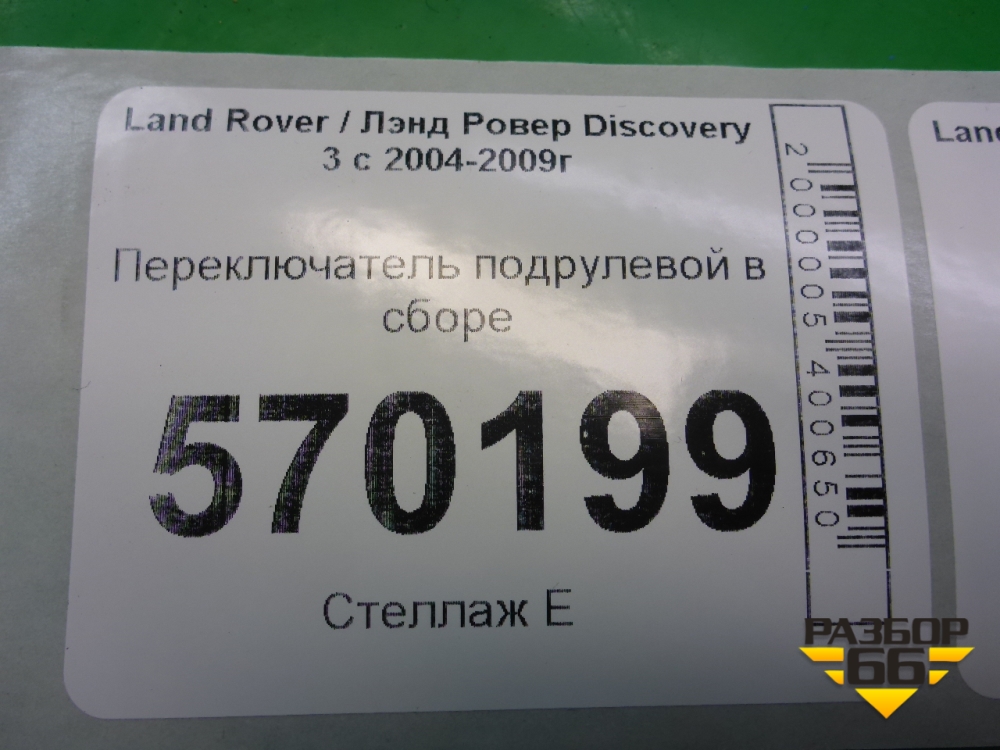 Land Rover / Лэнд Ровер Discovery
3 с 2004-2009г
Переключатель подрулевой в
сборе
570199
Стеллаж Е
2000005400650
Land
РАЗБОР
66